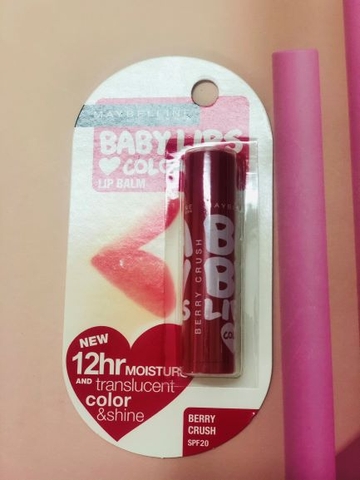 MAYBELLINE
BABY LIPS
COLOR
LIP BALM
BERRY CRUSH
NEW
12hr MOISTURE
AND translucent
color
&shine
BERRY
CRUSH
SPF20